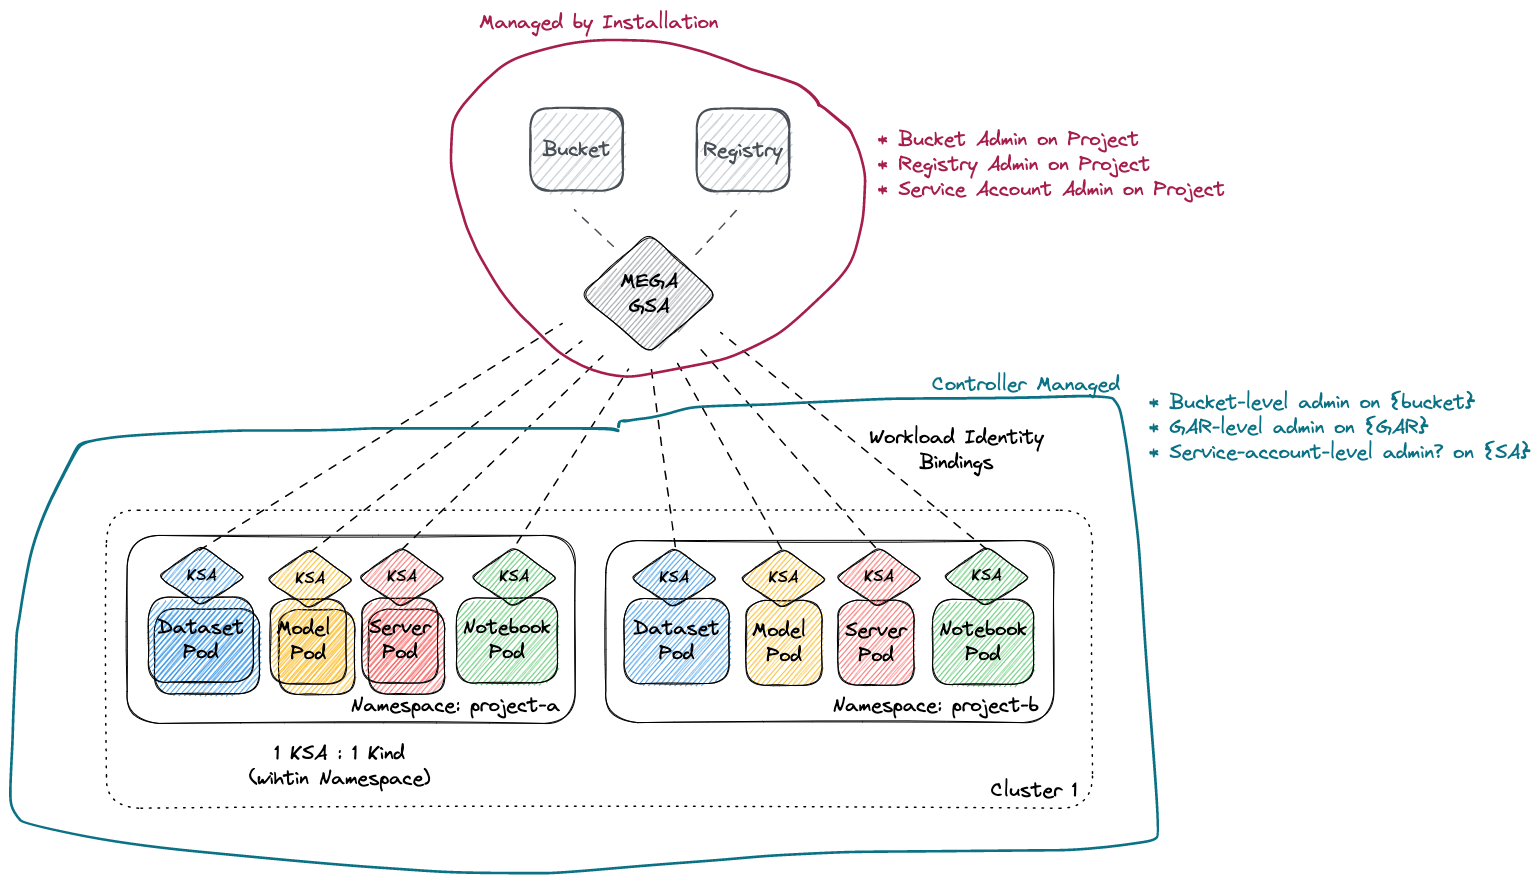 Managed by Installation
Bucket
Registry
* Bucket Admin on Project
* Registry Admin on Project
* Service Account Admin on Project
MEGA
GSA
Controller Managed
* Bucket-level admin on {bucket}
* GAR-level admin on {GAR}
* Service-account-level admin? on {SA}
Workload Identity
Bindings
KSA
KSA
KSA
KSA
Dataset
Pod
Model
Pod
Server
Pod
Notebook
Pod
Namespace: project-a
KSA
KSA
KSA
KSA
Dataset
Pod
Model
Pod
Server
Pod
Notebook
Pod
Namespace: project-b
1 KSA : 1 Kind
(wihtin Namespace)
Cluster 1